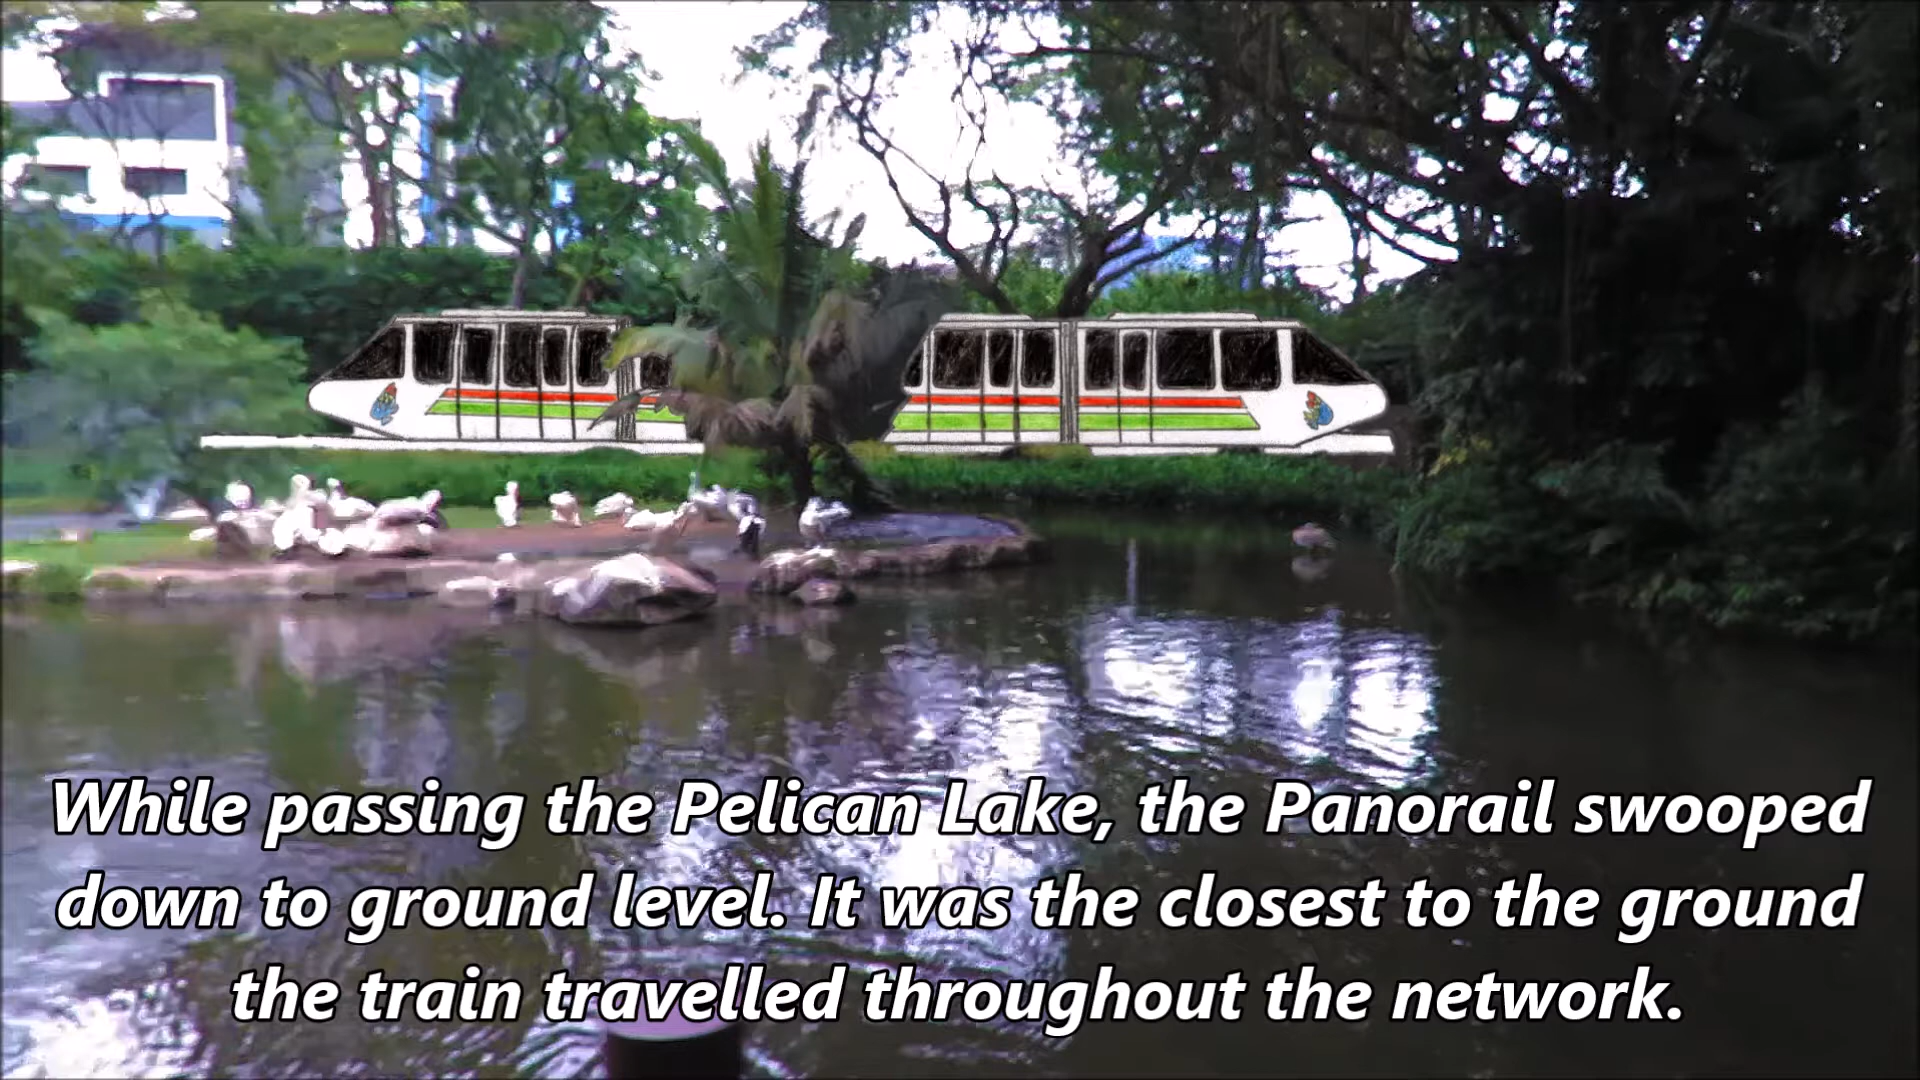 While passing the Pelican Lake, the Panorail swooped
down to ground level. It was the closest to the ground
the train travelled throughout the network.